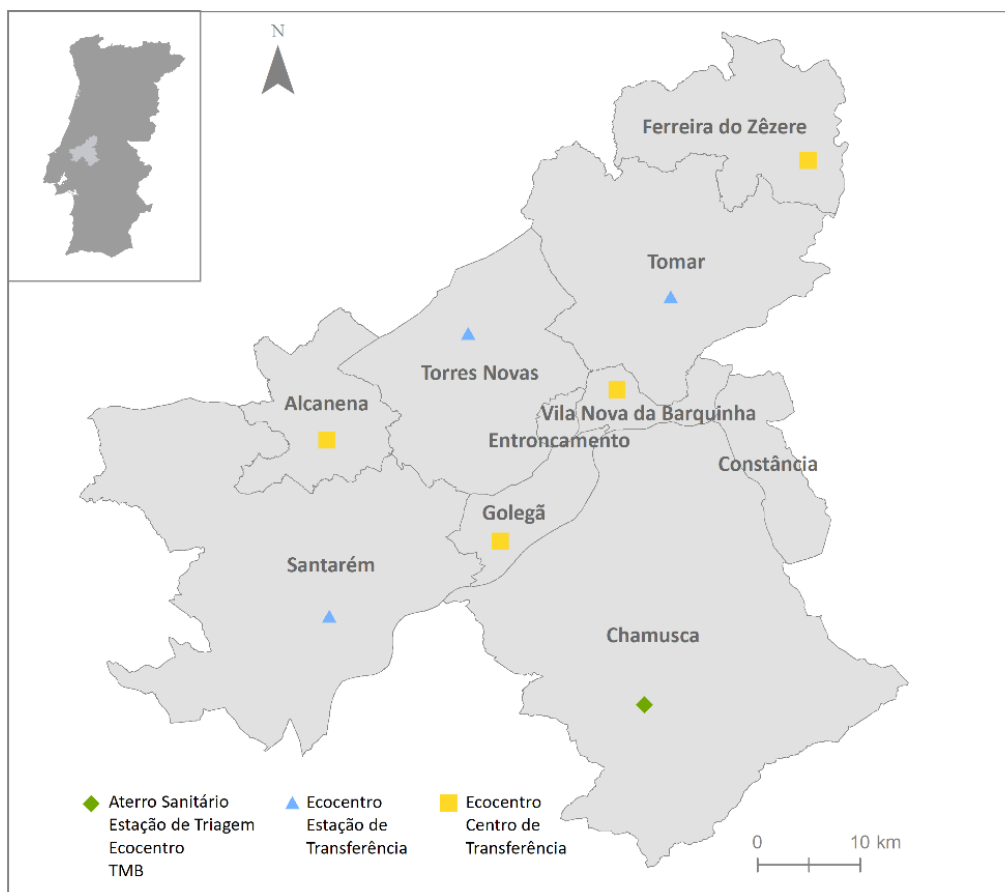 N
Ferreira do Zêzere
Tomar
Torres Novas
Alcanena
Vila Nova da Barquinha
Entroncamento
Constância
Golegã
Santarém
Chamusca
Aterro Sanitário
Estação de Triagem
Ecocentro
TMB
Ecocentro
Estação de
Transferência
Ecocentro
Centro de
Transferência
0 10 km